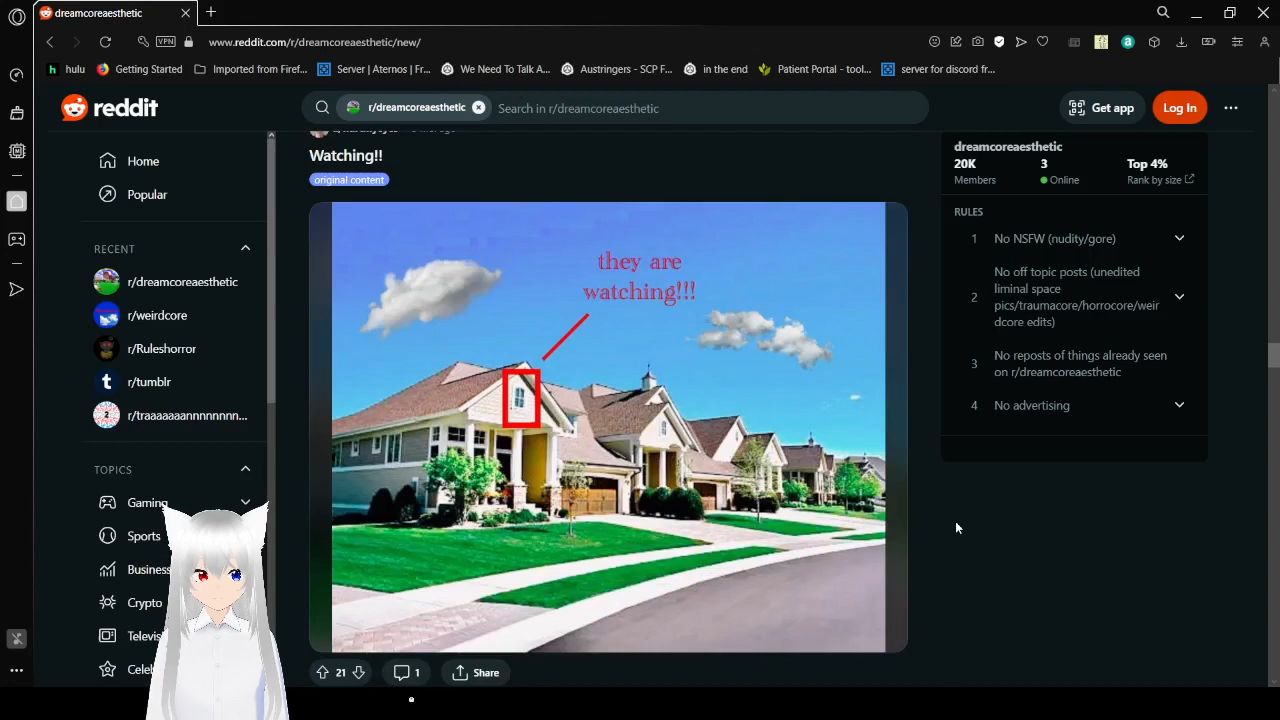 dreamcoreaesthetic
VPN
www.reddit.com/r/dreamcoreaesthetic/new/
hulu
Getting Started
Imported from Firef...
Server | Aternos | Fr...
We Need To Talk A...
Austringers - SCP F...
in the end
Patient Portal - tool...
server for discord fr...
reddit
r/dreamcoreaesthetic
Search in r/dreamcoreaesthetic
Get app
Log In
Home
Popular
RECENT
r/dreamcoreaesthetic
r/weirdcore
r/Ruleshorror
r/tumblr
r/traaaaaaannnnnnnn...
TOPICS
Gaming
Sports
Business
Crypto
Watching!!
original content
they are
watching!!!
21
1
Share
dreamcoreaesthetic
20K
3
Top 4%
Members
Online
Rank by size
RULES
1
No NSFW (nudity/gore)
2
No off topic posts (unedited
liminal space
pics/traumacore/horrocore/weir
dcore edits)
3
No reposts of things already seen
on r/dreamcoreaesthetic
4
No advertising